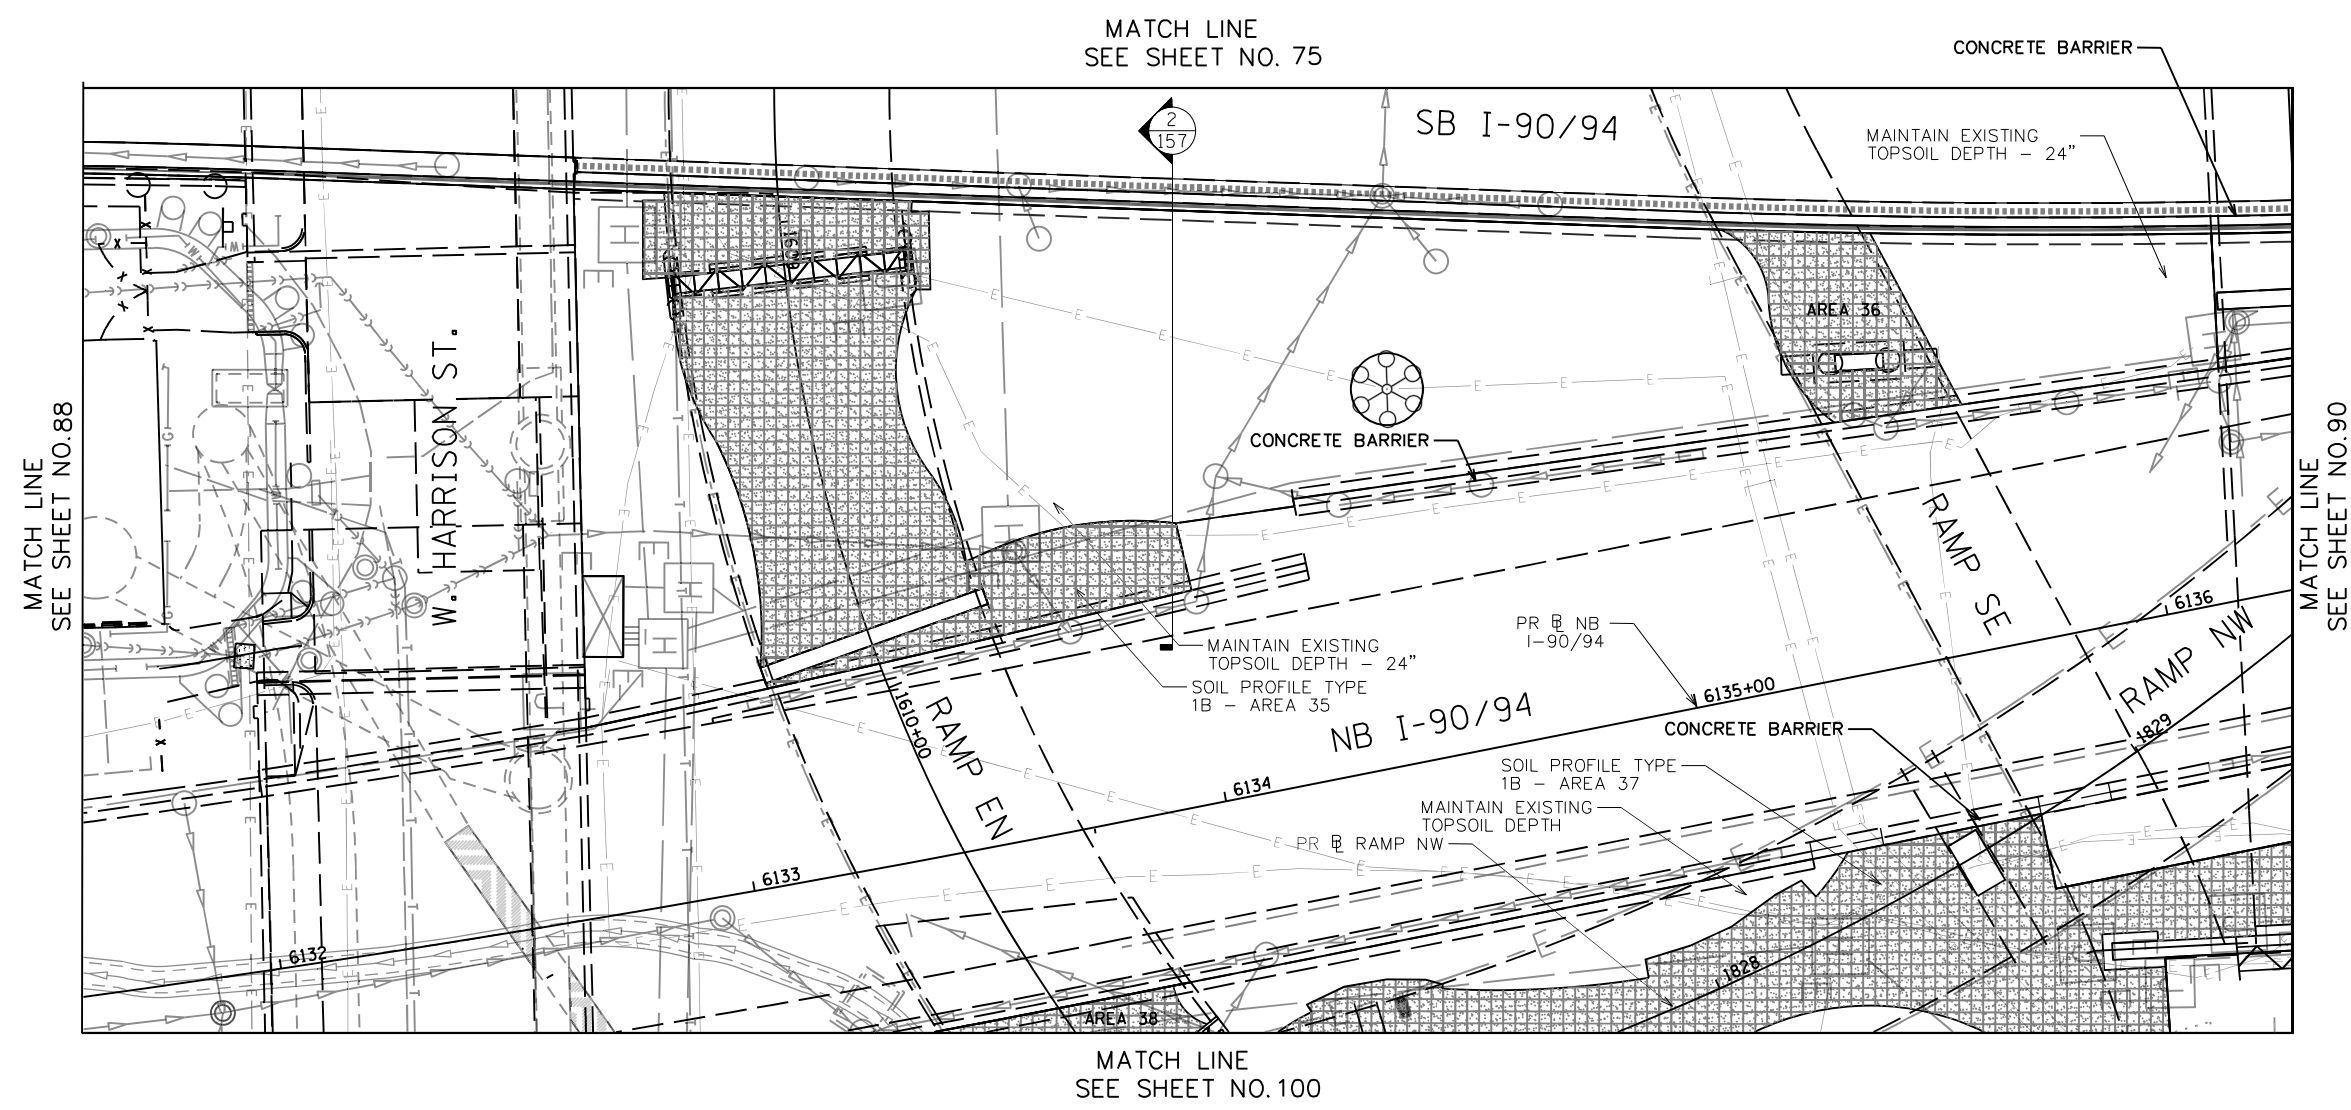 MATCH LINE
SEE SHEET NO. 75
CONCRETE BARRIER
2
157
SB I-90/94
MAINTAIN EXISTING
TOPSOIL DEPTH - 24"
1609
AREA 36
W. HARRISON ST.
CONCRETE BARRIER
MATCH LINE
SEE SHEET NO.88
MATCH LINE
SEE SHEET NO.90
RAMP SE
6136
RAMP NW
PR BL NB
I-90/94
MAINTAIN EXISTING
TOPSOIL DEPTH - 24"
SOIL PROFILE TYPE
1B - AREA 35
6135+00
1610+00
RAMP EN
NB I-90/94
CONCRETE BARRIER
1829
SOIL PROFILE TYPE
1B - AREA 37
6134
MAINTAIN EXISTING
TOPSOIL DEPTH
PR BL RAMP NW
6133
6132
1828
AREA 38
MATCH LINE
SEE SHEET NO.100